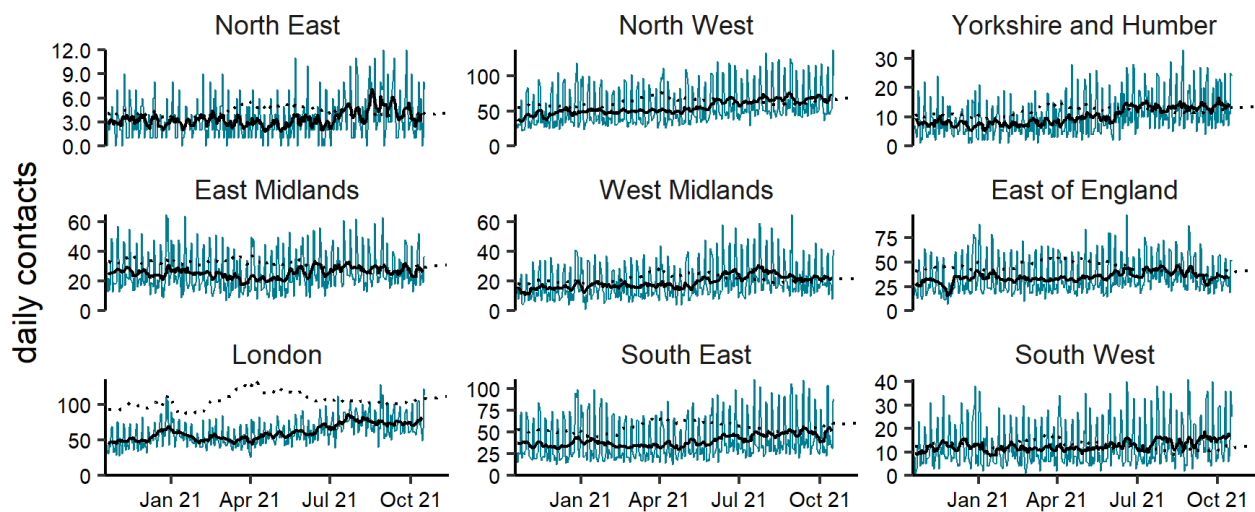 North East
North West
Yorkshire and Humber
12.0
9.0
6.0
3.0
0.0
100
50
0
30
20
10
0
daily contacts
East Midlands
West Midlands
East of England
60
40
20
0
60
40
20
0
75
50
25
0
London
South East
South West
100
50
0
100
75
50
25
0
40
30
20
10
0
Jan 21 Apr 21 Jul 21 Oct 21
Jan 21 Apr 21 Jul 21 Oct 21
Jan 21 Apr 21 Jul 21 Oct 21